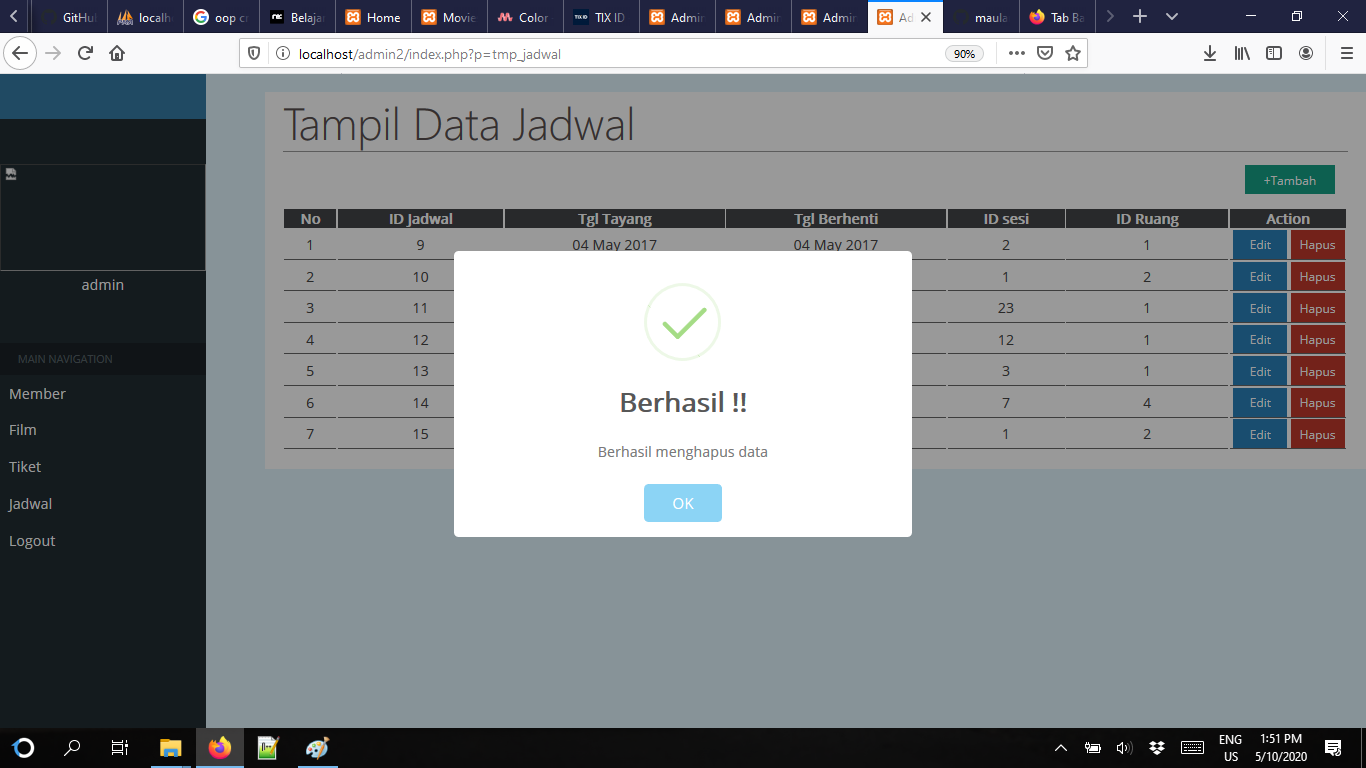 GitHu localh oop c Belaja Home Movie Color TIX ID Admin Admin Admin Ad maula Tab Ba
localhost/admin2/index.php?p=tmp_jadwal 90%
Tampil Data Jadwal
+Tambah
No ID Jadwal Tgl Tayang Tgl Berhenti ID sesi ID Ruang Action
1 9 04 May 2017 04 May 2017 2 1 Edit Hapus
2 10 1 2 Edit Hapus
3 11 23 1 Edit Hapus
4 12 12 1 Edit Hapus
5 13 3 1 Edit Hapus
6 14 7 4 Edit Hapus
7 15 1 2 Edit Hapus
admin
MAIN NAVIGATION
Member
Film
Tiket
Jadwal
Logout
Berhasil !!
Berhasil menghapus data
OK
ENG 1:51 PM
US 5/10/2020